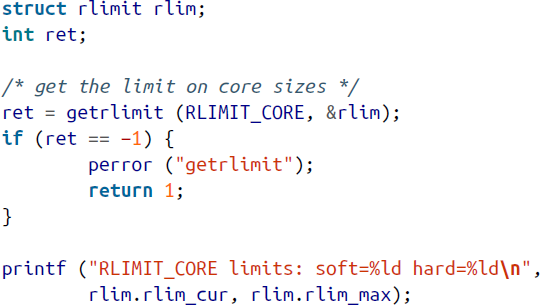 struct rlimit rlim;
int ret;

/* get the limit on core sizes */
ret = getrlimit (RLIMIT_CORE, &rlim);
if (ret == −1) {
        perror ("getrlimit");
        return 1;
}

printf ("RLIMIT_CORE limits: soft=%ld hard=%ld\n",
        rlim.rlim_cur, rlim.rlim_max);